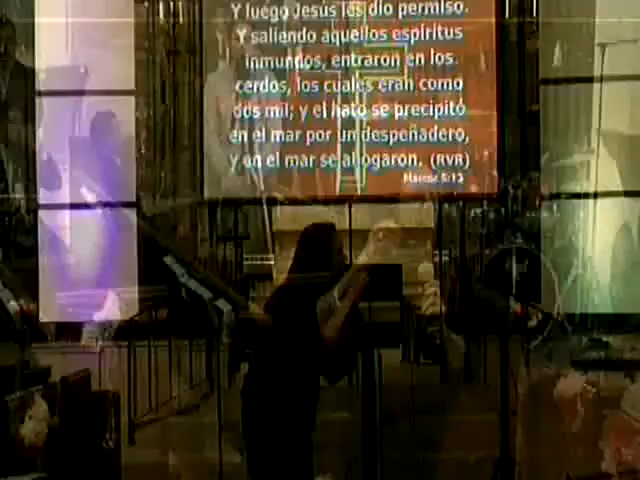 Y luego Jesús les dio permiso.
Y saliendo aquellos espíritus
inmundos, entraron en los
cerdos, los cuales eran como
dos mil; y el hato se precipitó
en el mar por un despeñadero,
y en el mar se ahogaron. (RVR)
Marcos 5:13